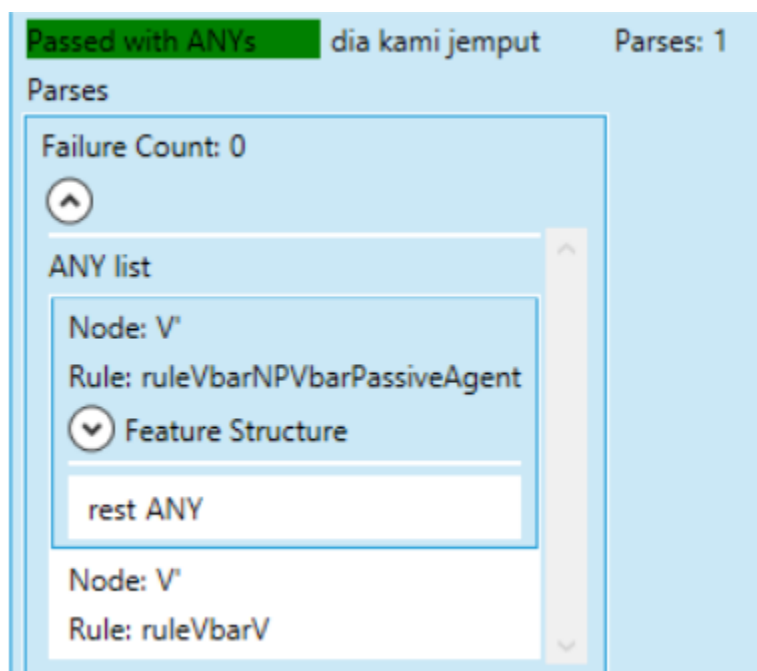 Passed with ANYs dia kami jemput Parses: 1
Parses
Failure Count: 0
ANY list
Node: V'
Rule: ruleVbarNPVbarPassiveAgent
Feature Structure
rest ANY
Node: V'
Rule: ruleVbarV